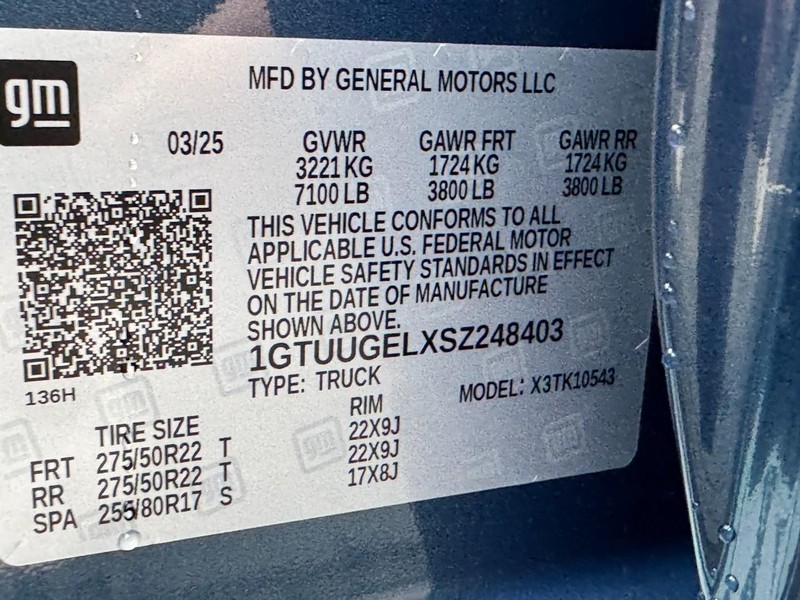 gm
MFD BY GENERAL MOTORS LLC
03/25 GVWR GAWR FRT GAWR RR
3221 KG 1724 KG 1724 KG
7100 LB 3800 LB 3800 LB
THIS VEHICLE CONFORMS TO ALL
APPLICABLE U.S. FEDERAL MOTOR
VEHICLE SAFETY STANDARDS IN EFFECT
ON THE DATE OF MANUFACTURE
SHOWN ABOVE.
1GTUUGELXSZ248403
136H
TYPE: TRUCK MODEL: X3TK10543
TIRE SIZE RIM
FRT 275/50R22 T 22X9J
RR 275/50R22 T 22X9J
SPA 255/80R17 S 17X8J